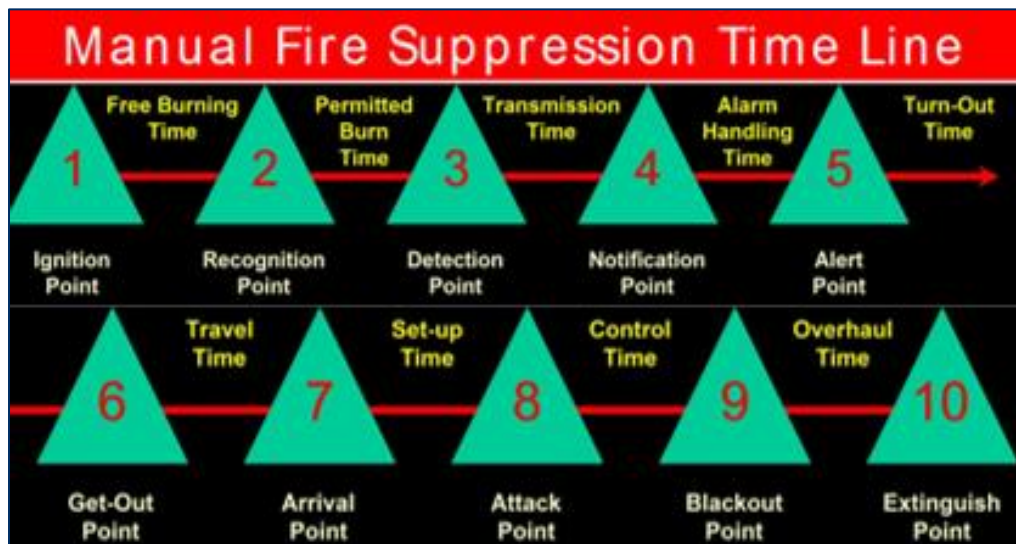 Manual Fire Suppression Time Line
Free Burning
Time
Permitted
Burn
Time
Transmission
Time
Alarm
Handling
Time
Turn-Out
Time
1
2
3
4
5
Ignition
Point
Recognition
Point
Detection
Point
Notification
Point
Alert
Point
Travel
Time
Set-up
Time
Control
Time
Overhaul
Time
6
7
8
9
10
Get-Out
Point
Arrival
Point
Attack
Point
Blackout
Point
Extinguish
Point